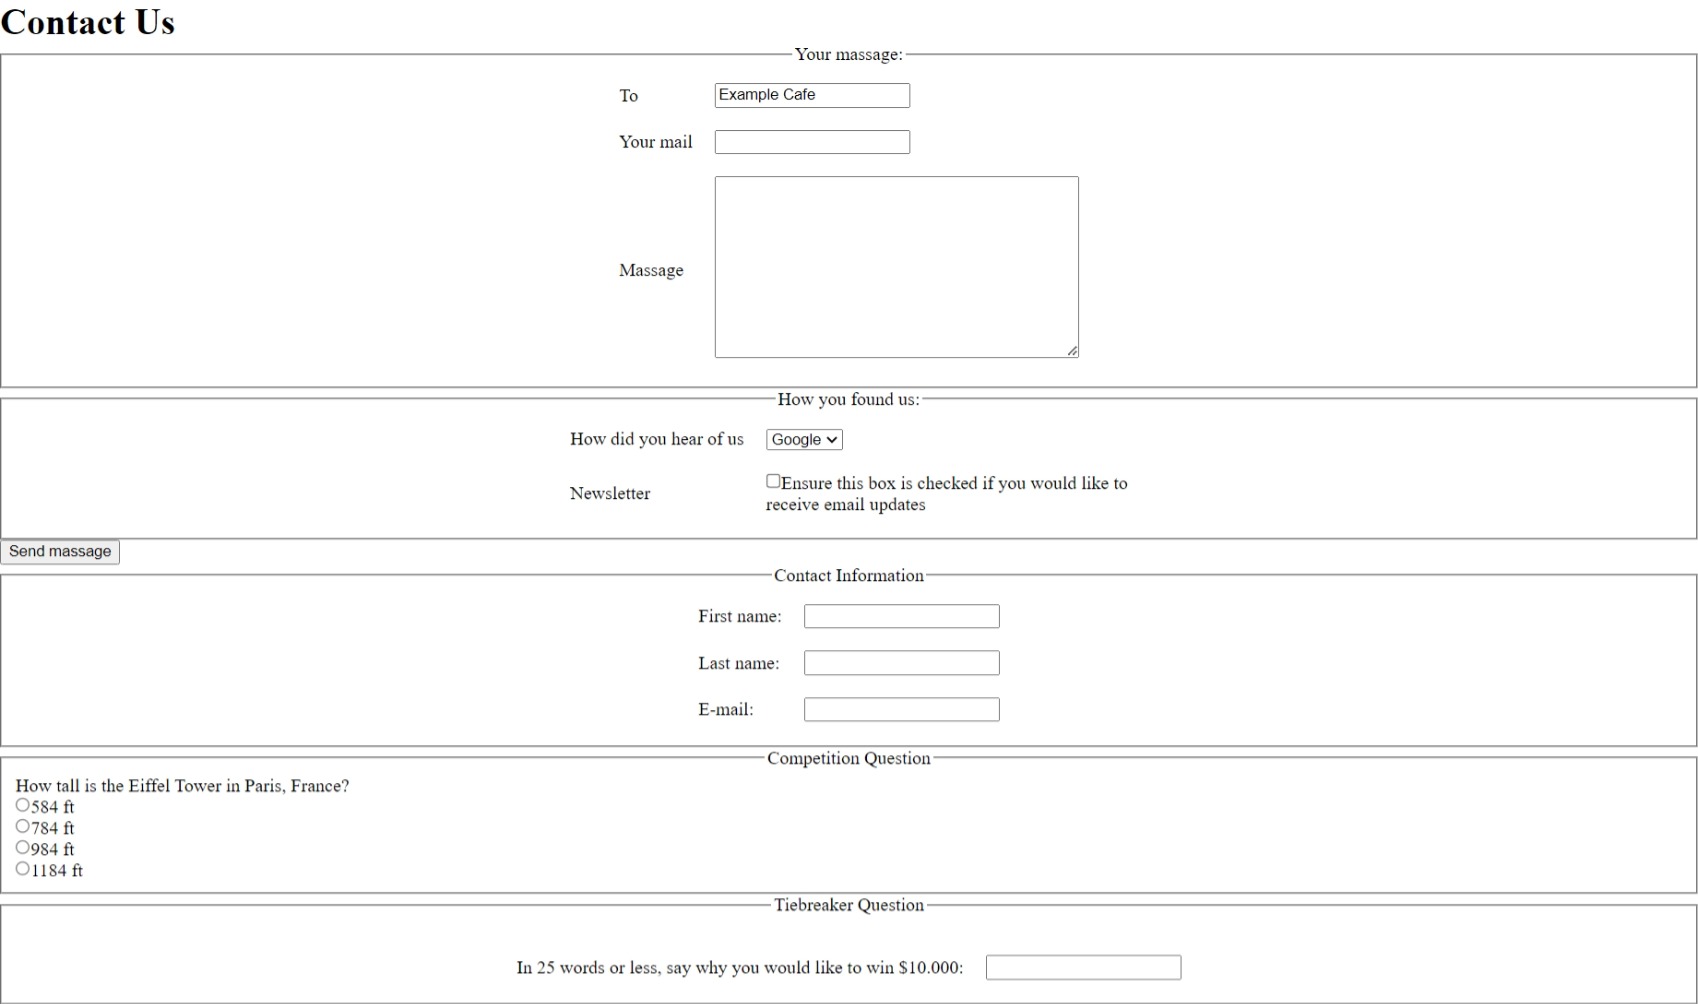 Contact Us
Your massage:
To Example Cafe
Your mail
Massage
How you found us:
How did you hear of us Google
Newsletter
Ensure this box is checked if you would like to
receive email updates
Send massage
Contact Information
First name:
Last name:
E-mail:
Competition Question
How tall is the Eiffel Tower in Paris, France?
584 ft
784 ft
984 ft
1184 ft
Tiebreaker Question
In 25 words or less, say why you would like to win $10.000: